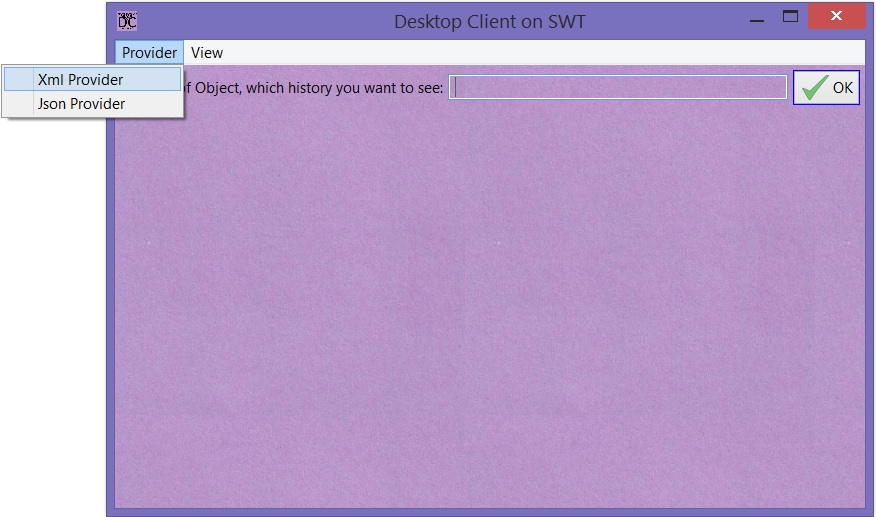 Desktop Client on SWT
Provider View
Xml Provider
Json Provider
of Object, which history you want to see: OK
DC